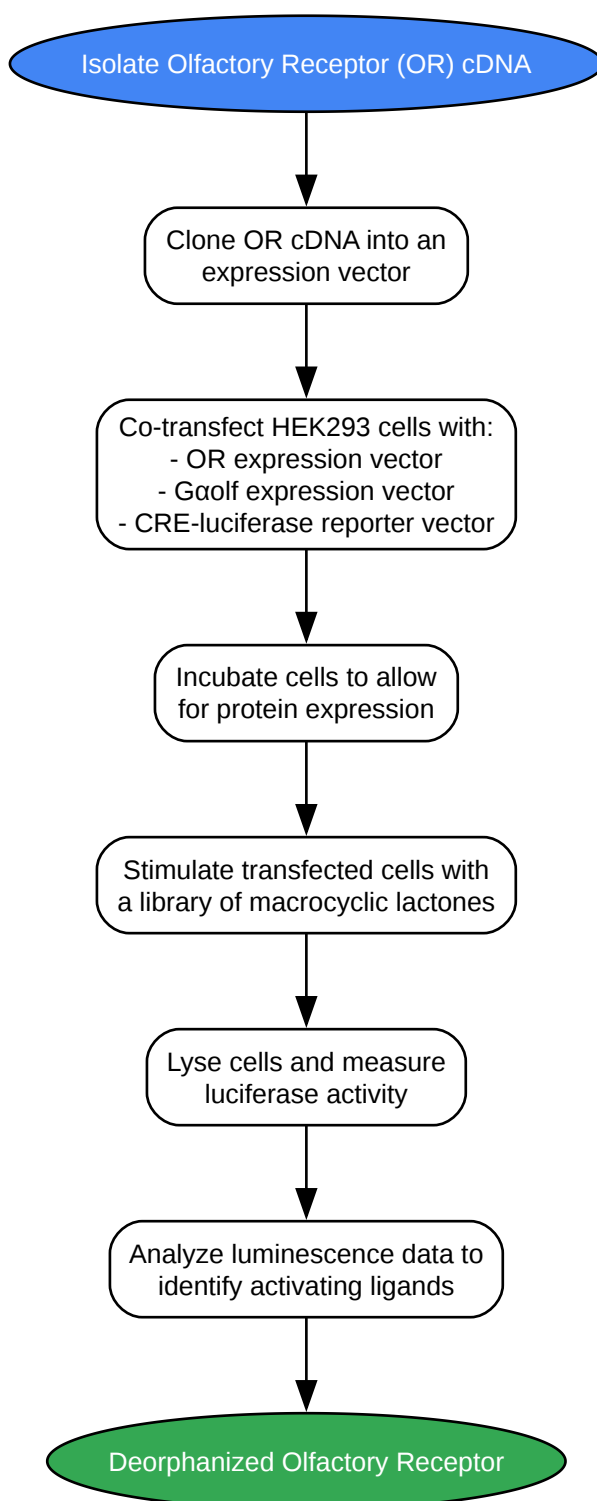 Isolate Olfactory Receptor (OR) cDNA
Clone OR cDNA into an
expression vector
Co-transfect HEK293 cells with:
- OR expression vector
- Gαolf expression vector
- CRE-luciferase reporter vector
Incubate cells to allow
for protein expression
Stimulate transfected cells with
a library of macrocyclic lactones
Lyse cells and measure
luciferase activity
Analyze luminescence data to
identify activating ligands
Deorphanized Olfactory Receptor